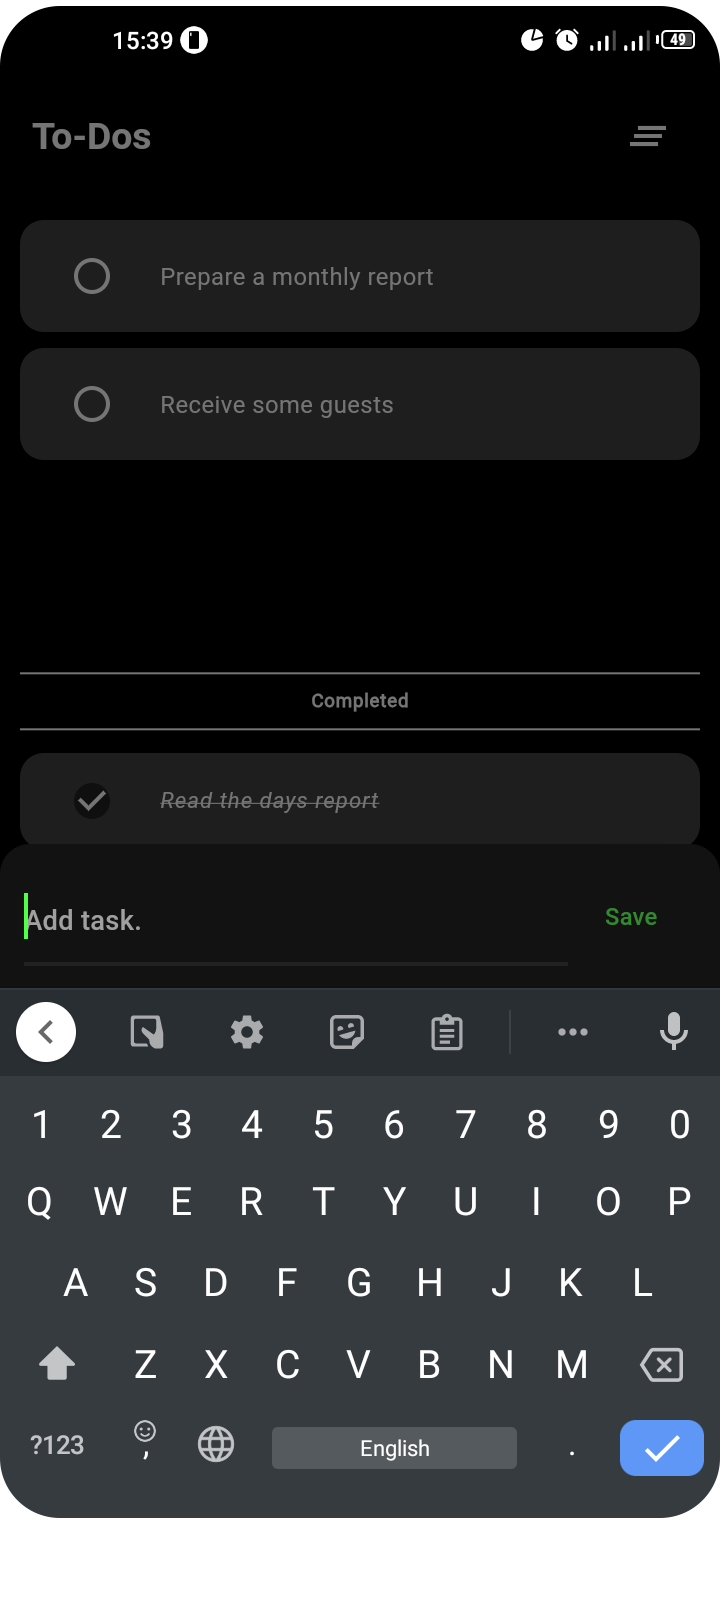 15:39
49
To-Dos
Prepare a monthly report
Receive some guests
Completed
Read the days report
Add task.
Save
1 2 3 4 5 6 7 8 9 0
Q W E R T Y U I O P
A S D F G H J K L
Z X C V B N M
?123 , English .